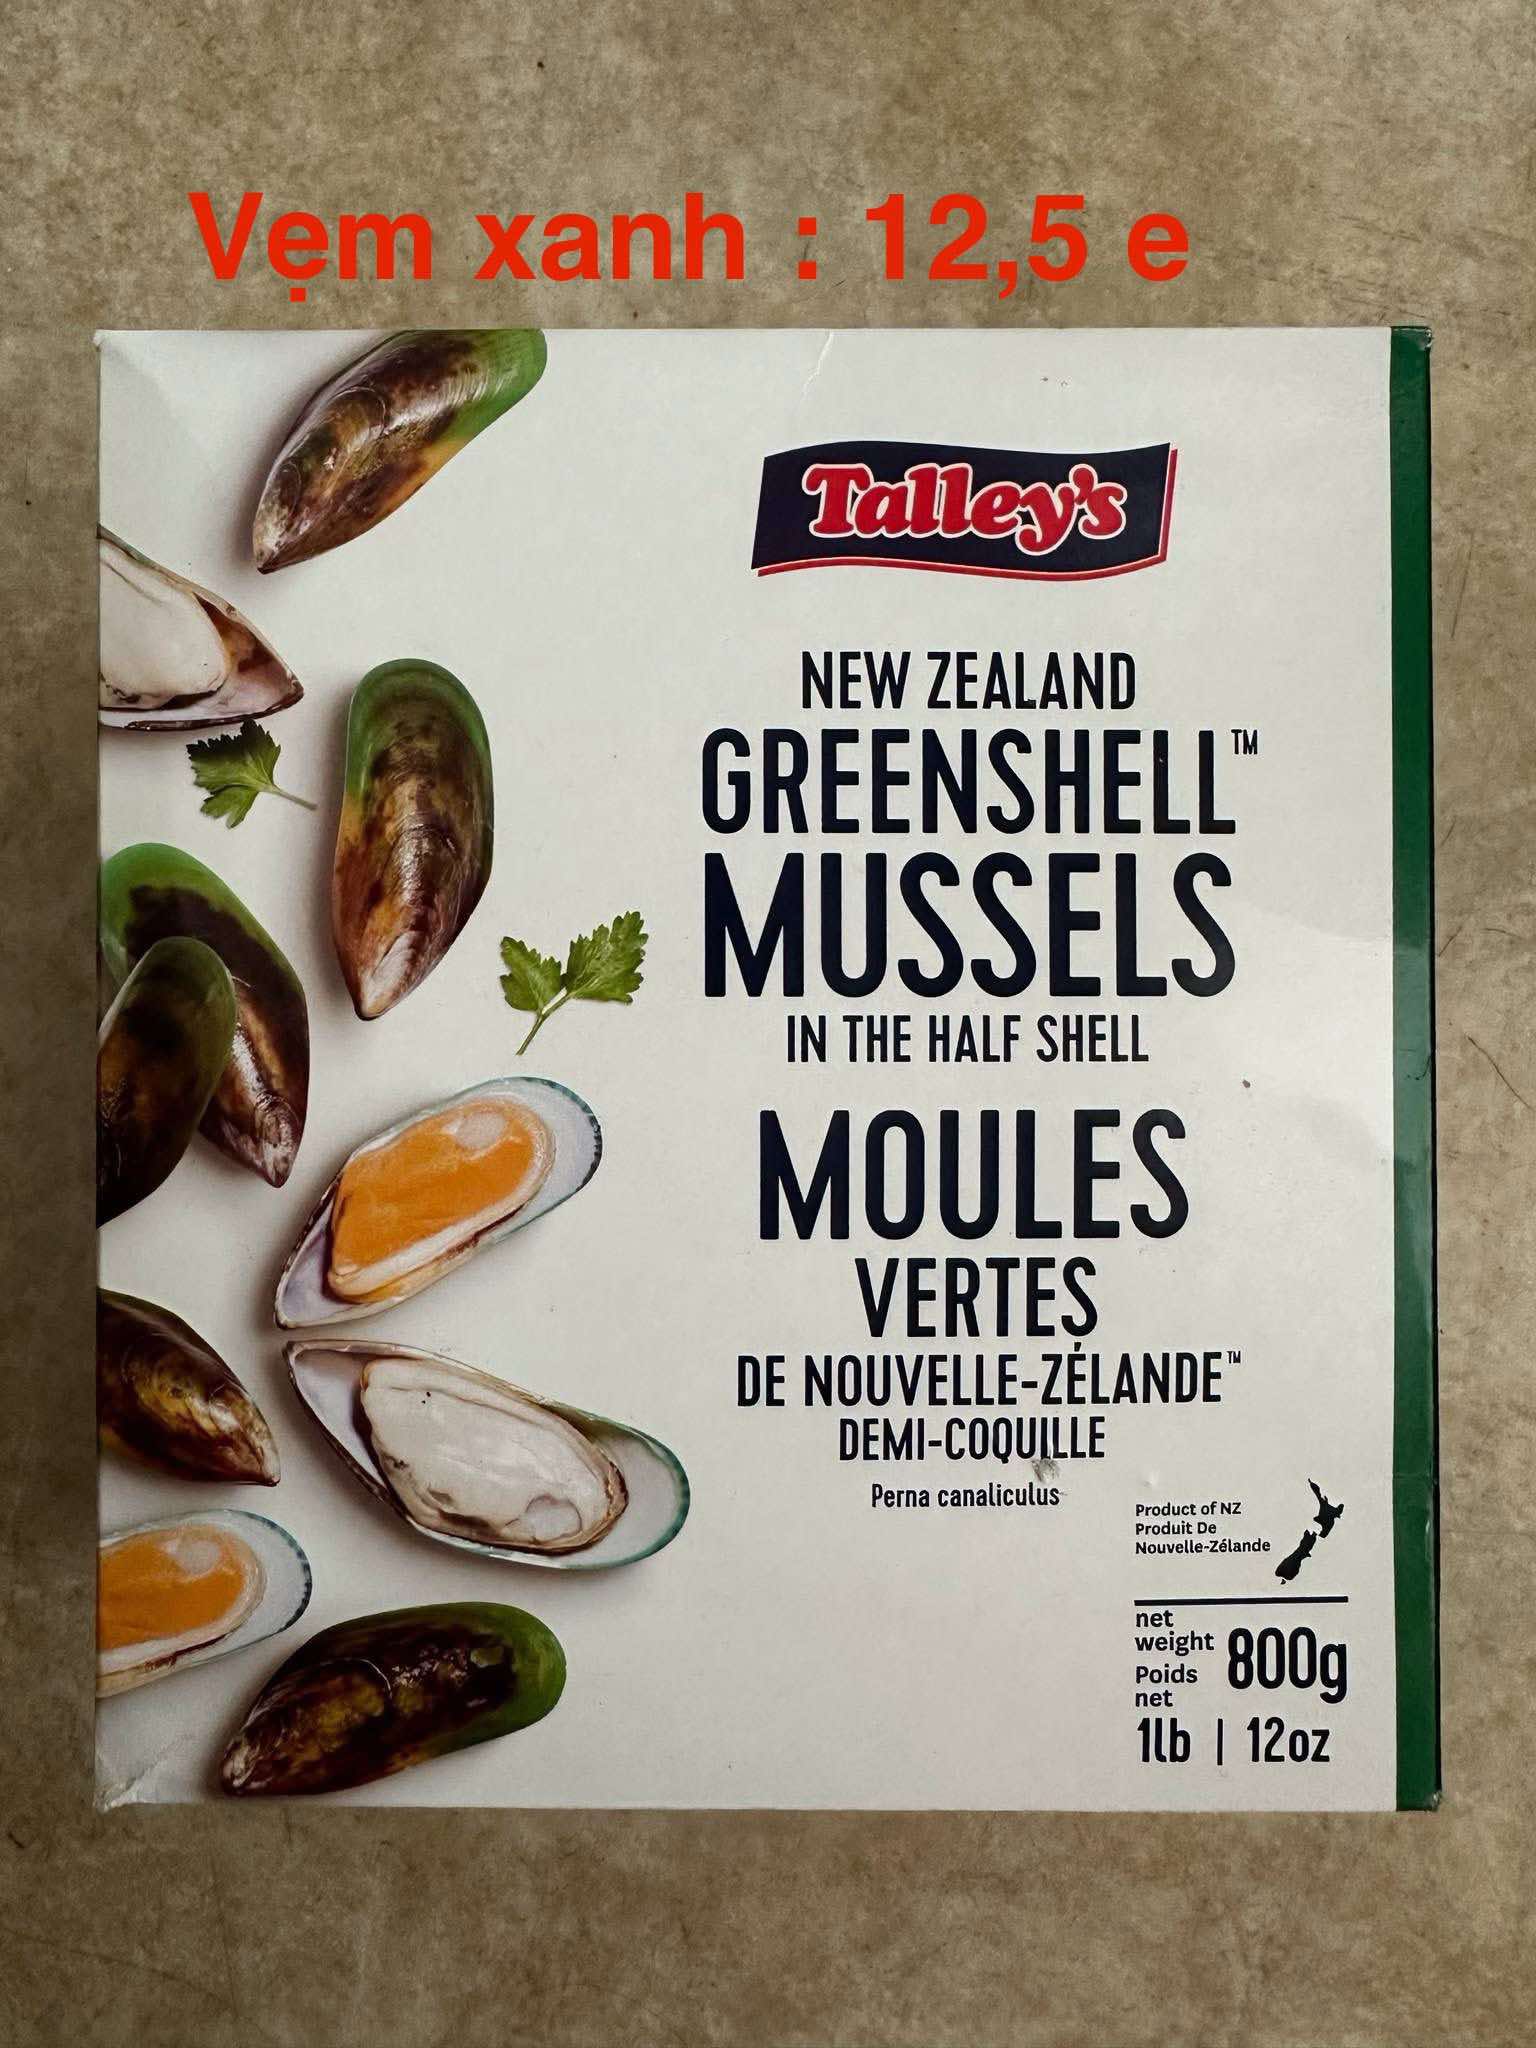 Vẹm xanh : 12,5 e
Talley's
NEW ZEALAND
GREENSHELL™
MUSSELS
IN THE HALF SHELL
MOULES
VERTES
DE NOUVELLE-ZÉLANDE™
DEMI-COQUILLE
Perna canaliculus
Product of NZ
Produit De
Nouvelle-Zélande
net
weight
Poids
net
800g
1lb | 12oz